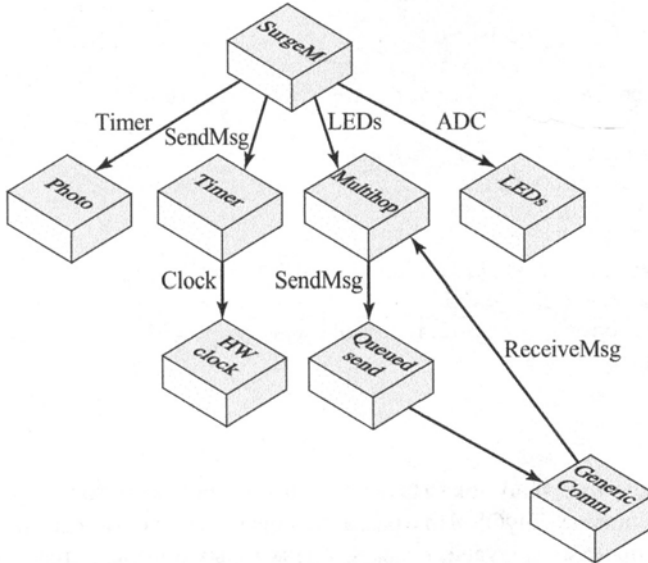 SurgeM
Timer
SendMsg
LEDs
ADC
Photo
Timer
Multihop
LEDs
Clock
SendMsg
HW
clock
Queued
send
ReceiveMsg
Generic
Comm